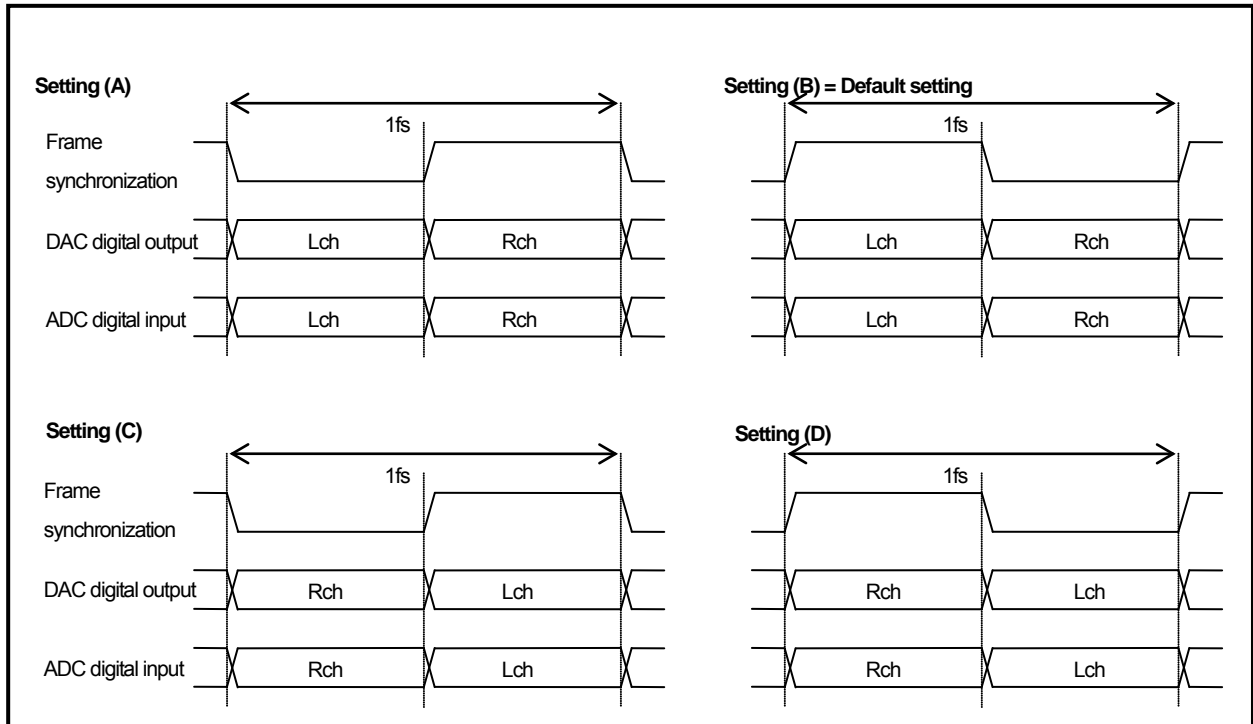 Setting (A)
1fs
Frame
synchronization
DAC digital output
Lch
Rch
ADC digital input
Lch
Rch
Setting (B) = Default setting
1fs
Lch
Rch
Lch
Rch
Setting (C)
1fs
Frame
synchronization
DAC digital output
Rch
Lch
ADC digital input
Rch
Lch
Setting (D)
1fs
Rch
Lch
Rch
Lch